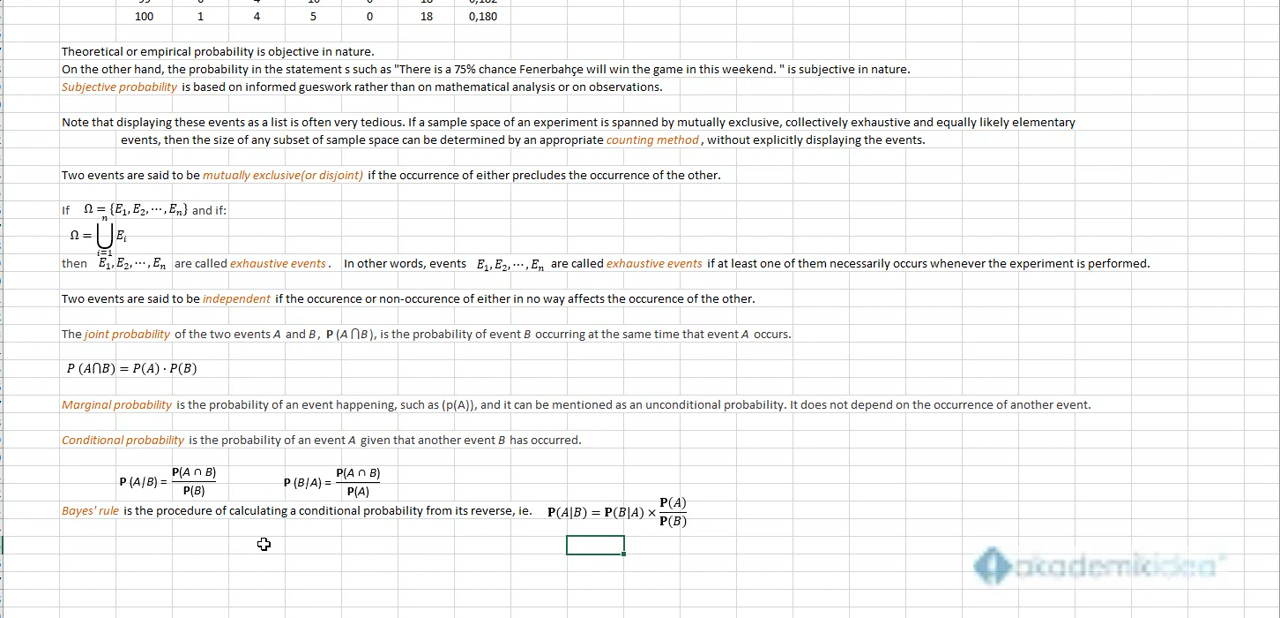 100 1 4 5 0 18 0,180
Theoretical or empirical probability is objective in nature.
On the other hand, the probability in the statement s such as "There is a 75% chance Fenerbahçe will win the game in this weekend. " is subjective in nature.
Subjective probability is based on informed gueswork rather than on mathematical analysis or on observations.
Note that displaying these events as a list is often very tedious. If a sample space of an experiment is spanned by mutually exclusive, collectively exhaustive and equally likely elementary
events, then the size of any subset of sample space can be determined by an appropriate counting method , without explicitly displaying the events.
Two events are said to be mutually exclusive(or disjoint) if the occurrence of either precludes the occurrence of the other.
If Ω = {E₁, E₂, ⋯ , Eₙ} and if:
Ω = ⋃ᵢ₌₁ⁿ Eᵢ
then E₁, E₂, ⋯ , Eₙ are called exhaustive events . In other words, events E₁, E₂, ⋯ , Eₙ are called exhaustive events if at least one of them necessarily occurs whenever the experiment is performed.
Two events are said to be independent if the occurence or non-occurence of either in no way affects the occurence of the other.
The joint probability of the two events A and B , P (A ⋂B ), is the probability of event B occurring at the same time that event A occurs.
P (A⋂B) = P(A) · P(B)
Marginal probability is the probability of an event happening, such as (p(A)), and it can be mentioned as an unconditional probability. It does not depend on the occurrence of another event.
Conditional probability is the probability of an event A given that another event B has occurred.
P (A/B) = P(A ∩ B) / P(B) P (B/A) = P(A ∩ B) / P(A)
Bayes' rule is the procedure of calculating a conditional probability from its reverse, ie. P(A|B) = P(B|A) × P(A) / P(B)
akademikidea